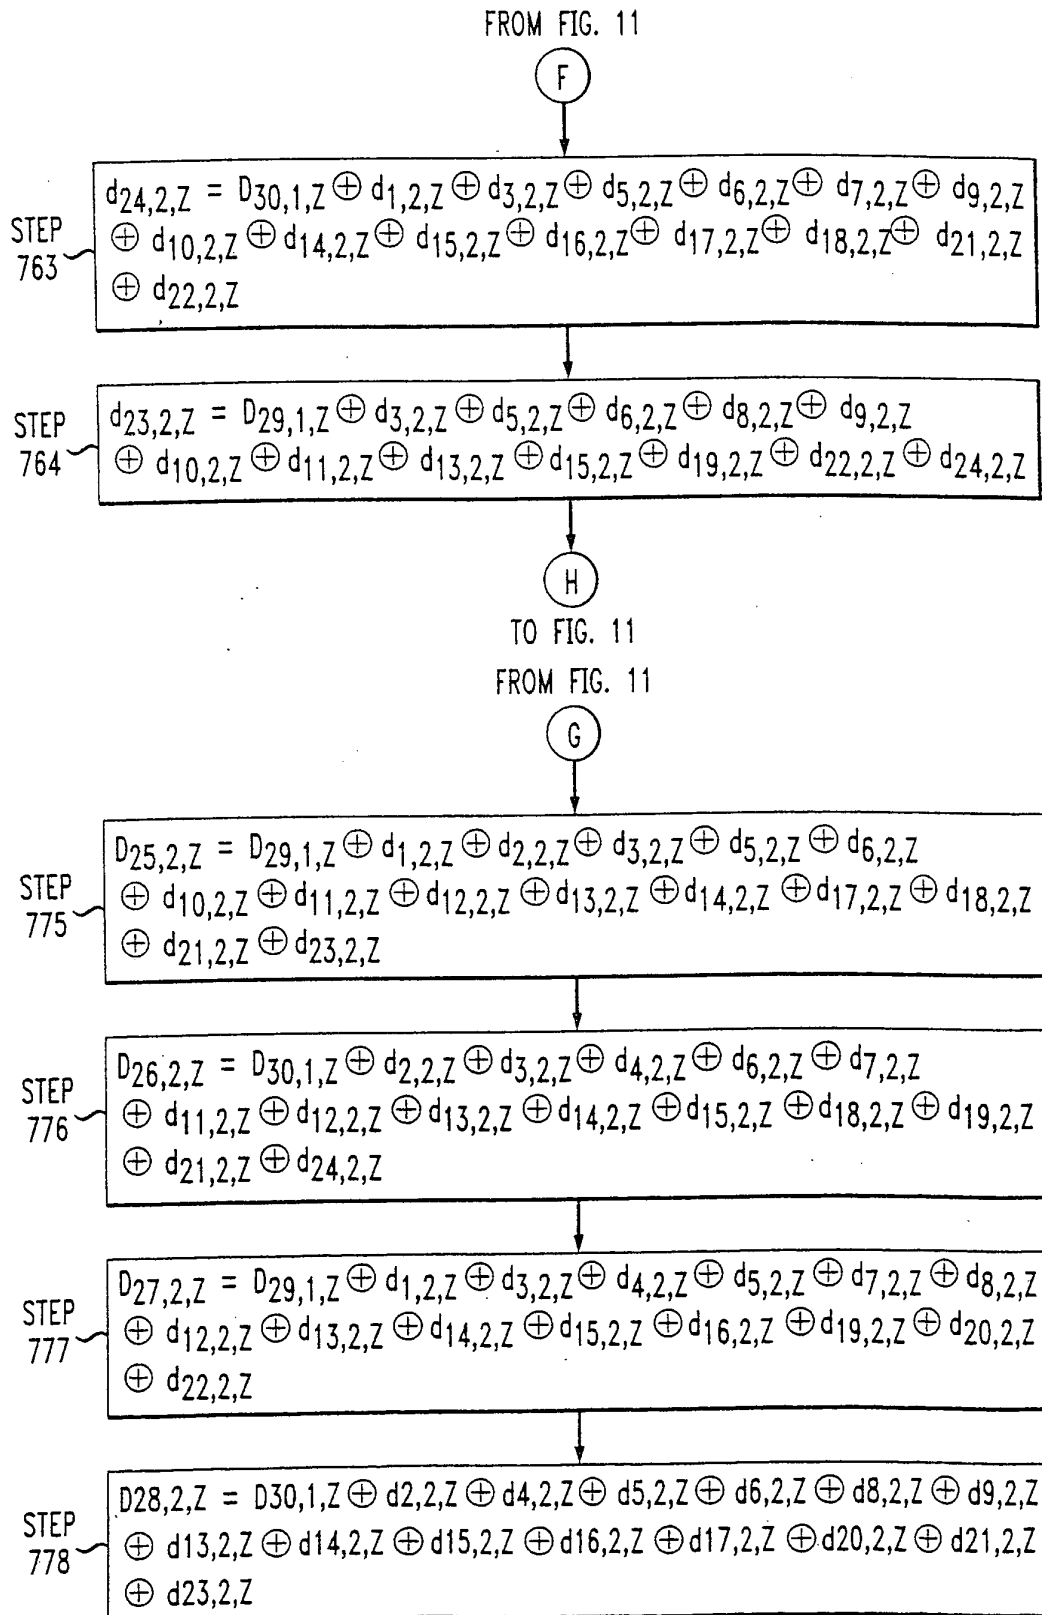 FROM FIG. 11
F
STEP 763
d24,2,Z = D30,1,Z ⊕ d1,2,Z ⊕ d3,2,Z ⊕ d5,2,Z ⊕ d6,2,Z ⊕ d7,2,Z ⊕ d9,2,Z
⊕ d10,2,Z ⊕ d14,2,Z ⊕ d15,2,Z ⊕ d16,2,Z ⊕ d17,2,Z ⊕ d18,2,Z ⊕ d21,2,Z
⊕ d22,2,Z
STEP 764
d23,2,Z = D29,1,Z ⊕ d3,2,Z ⊕ d5,2,Z ⊕ d6,2,Z ⊕ d8,2,Z ⊕ d9,2,Z
⊕ d10,2,Z ⊕ d11,2,Z ⊕ d13,2,Z ⊕ d15,2,Z ⊕ d19,2,Z ⊕ d22,2,Z ⊕ d24,2,Z
H
TO FIG. 11
FROM FIG. 11
G
STEP 775
D25,2,Z = D29,1,Z ⊕ d1,2,Z ⊕ d2,2,Z ⊕ d3,2,Z ⊕ d5,2,Z ⊕ d6,2,Z
⊕ d10,2,Z ⊕ d11,2,Z ⊕ d12,2,Z ⊕ d13,2,Z ⊕ d14,2,Z ⊕ d17,2,Z ⊕ d18,2,Z
⊕ d21,2,Z ⊕ d23,2,Z
STEP 776
D26,2,Z = D30,1,Z ⊕ d2,2,Z ⊕ d3,2,Z ⊕ d4,2,Z ⊕ d6,2,Z ⊕ d7,2,Z
⊕ d11,2,Z ⊕ d12,2,Z ⊕ d13,2,Z ⊕ d14,2,Z ⊕ d15,2,Z ⊕ d18,2,Z ⊕ d19,2,Z
⊕ d21,2,Z ⊕ d24,2,Z
STEP 777
D27,2,Z = D29,1,Z ⊕ d1,2,Z ⊕ d3,2,Z ⊕ d4,2,Z ⊕ d5,2,Z ⊕ d7,2,Z ⊕ d8,2,Z
⊕ d12,2,Z ⊕ d13,2,Z ⊕ d14,2,Z ⊕ d15,2,Z ⊕ d16,2,Z ⊕ d19,2,Z ⊕ d20,2,Z
⊕ d22,2,Z
STEP 778
D28,2,Z = D30,1,Z ⊕ d2,2,Z ⊕ d4,2,Z ⊕ d5,2,Z ⊕ d6,2,Z ⊕ d8,2,Z ⊕ d9,2,Z
⊕ d13,2,Z ⊕ d14,2,Z ⊕ d15,2,Z ⊕ d16,2,Z ⊕ d17,2,Z ⊕ d20,2,Z ⊕ d21,2,Z
⊕ d23,2,Z